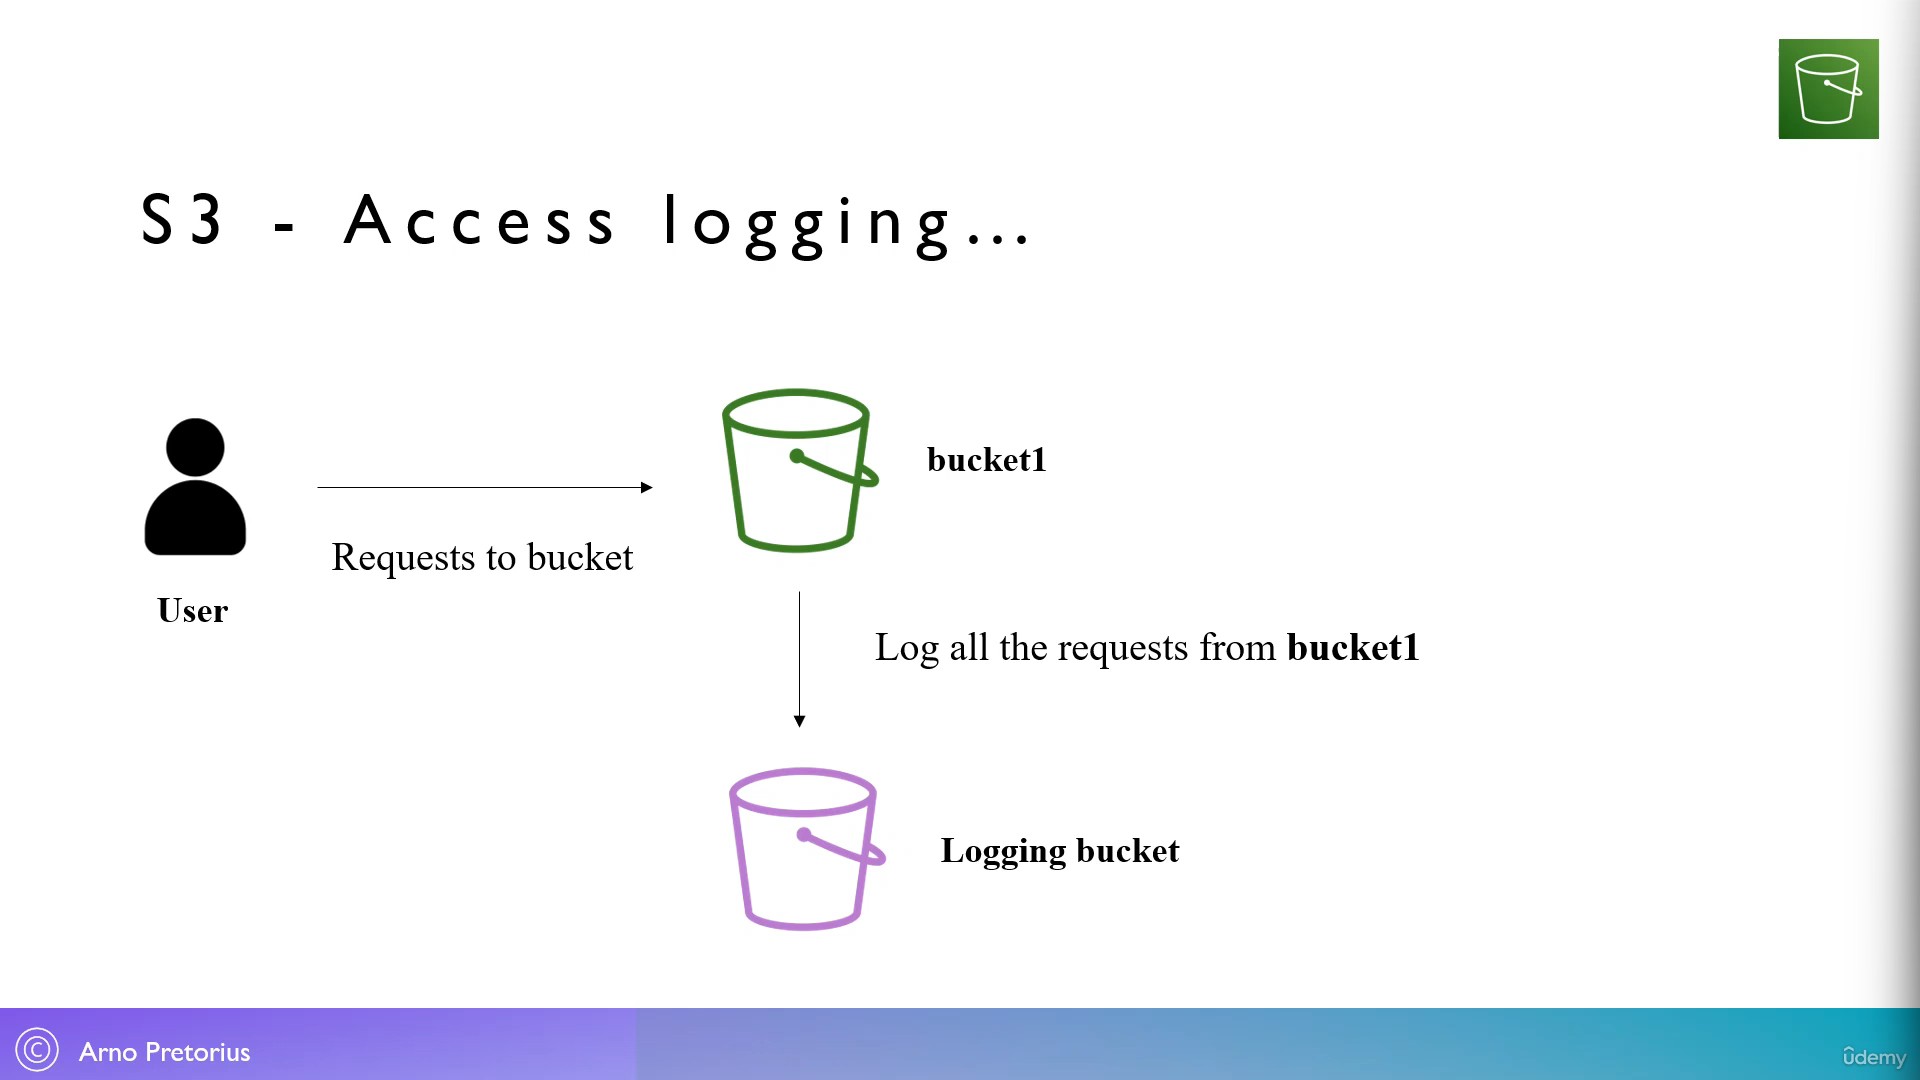 S3 - Access logging...
bucket1
Requests to bucket
User
Log all the requests from bucket1
Logging bucket
© Arno Pretorius
ûdemy